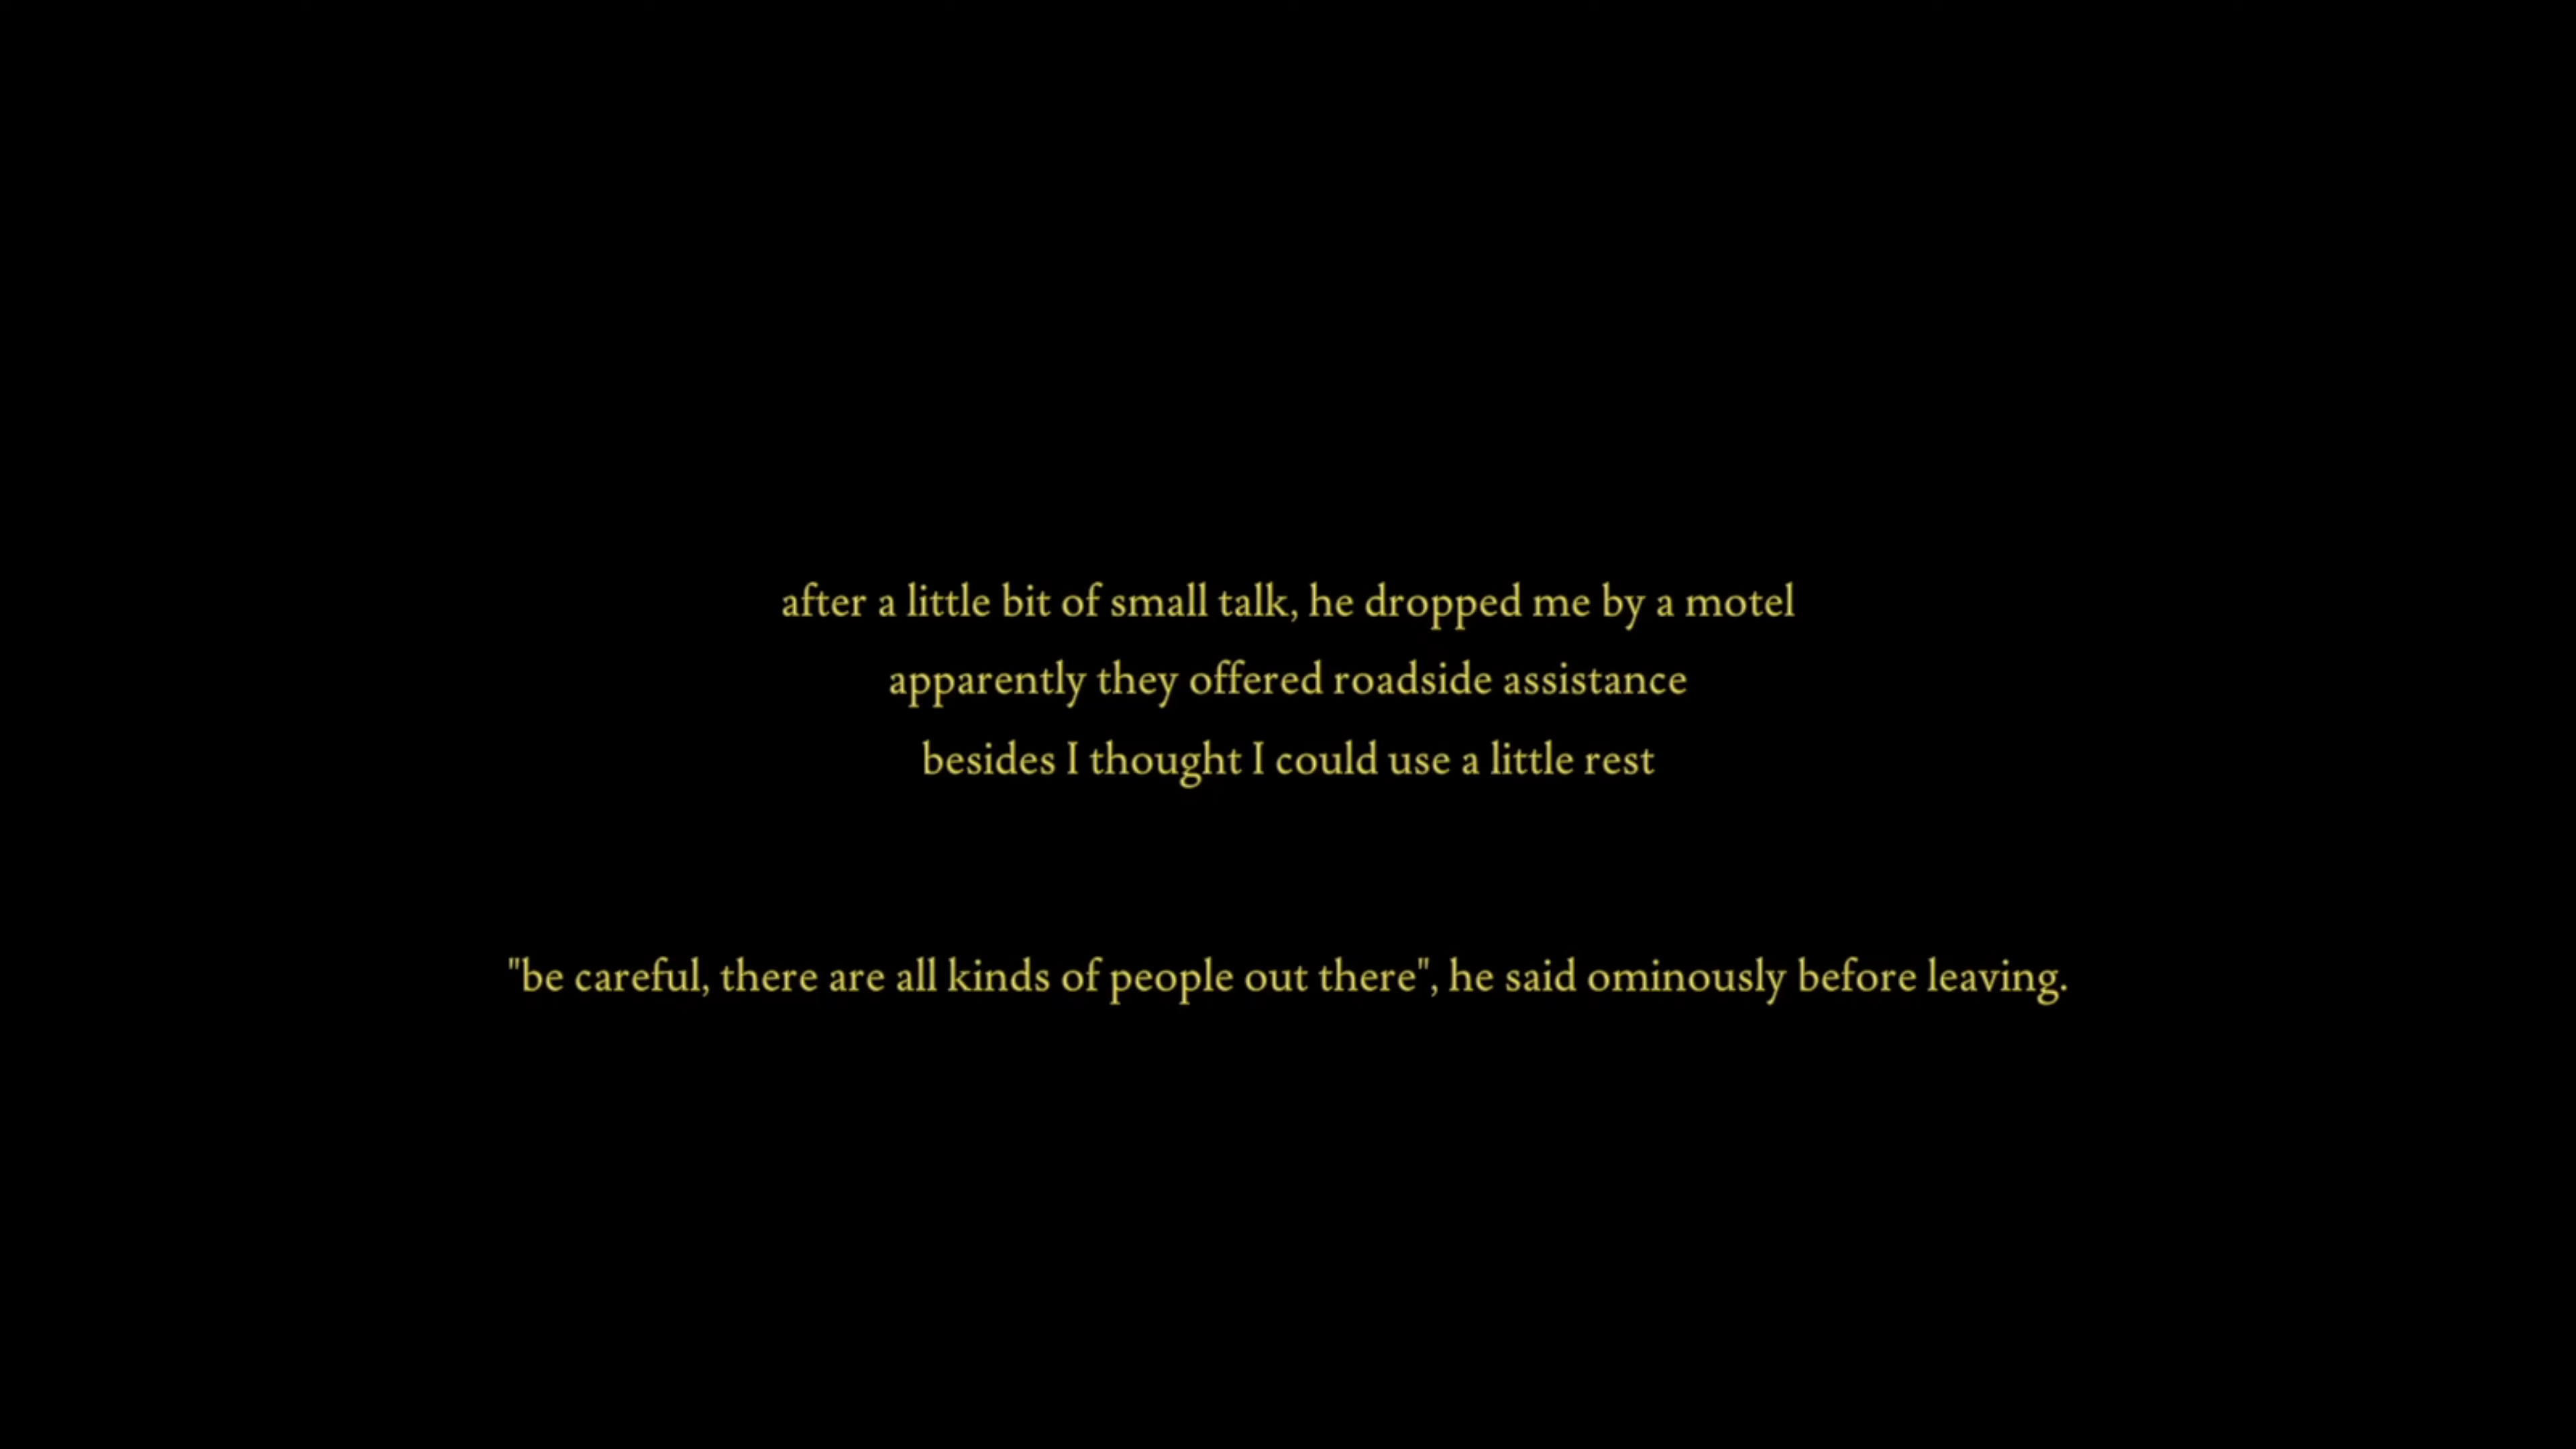 after a little bit of small talk, he dropped me by a motel
apparently they offered roadside assistance
besides I thought I could use a little rest
"be careful, there are all kinds of people out there", he said ominously before leaving.